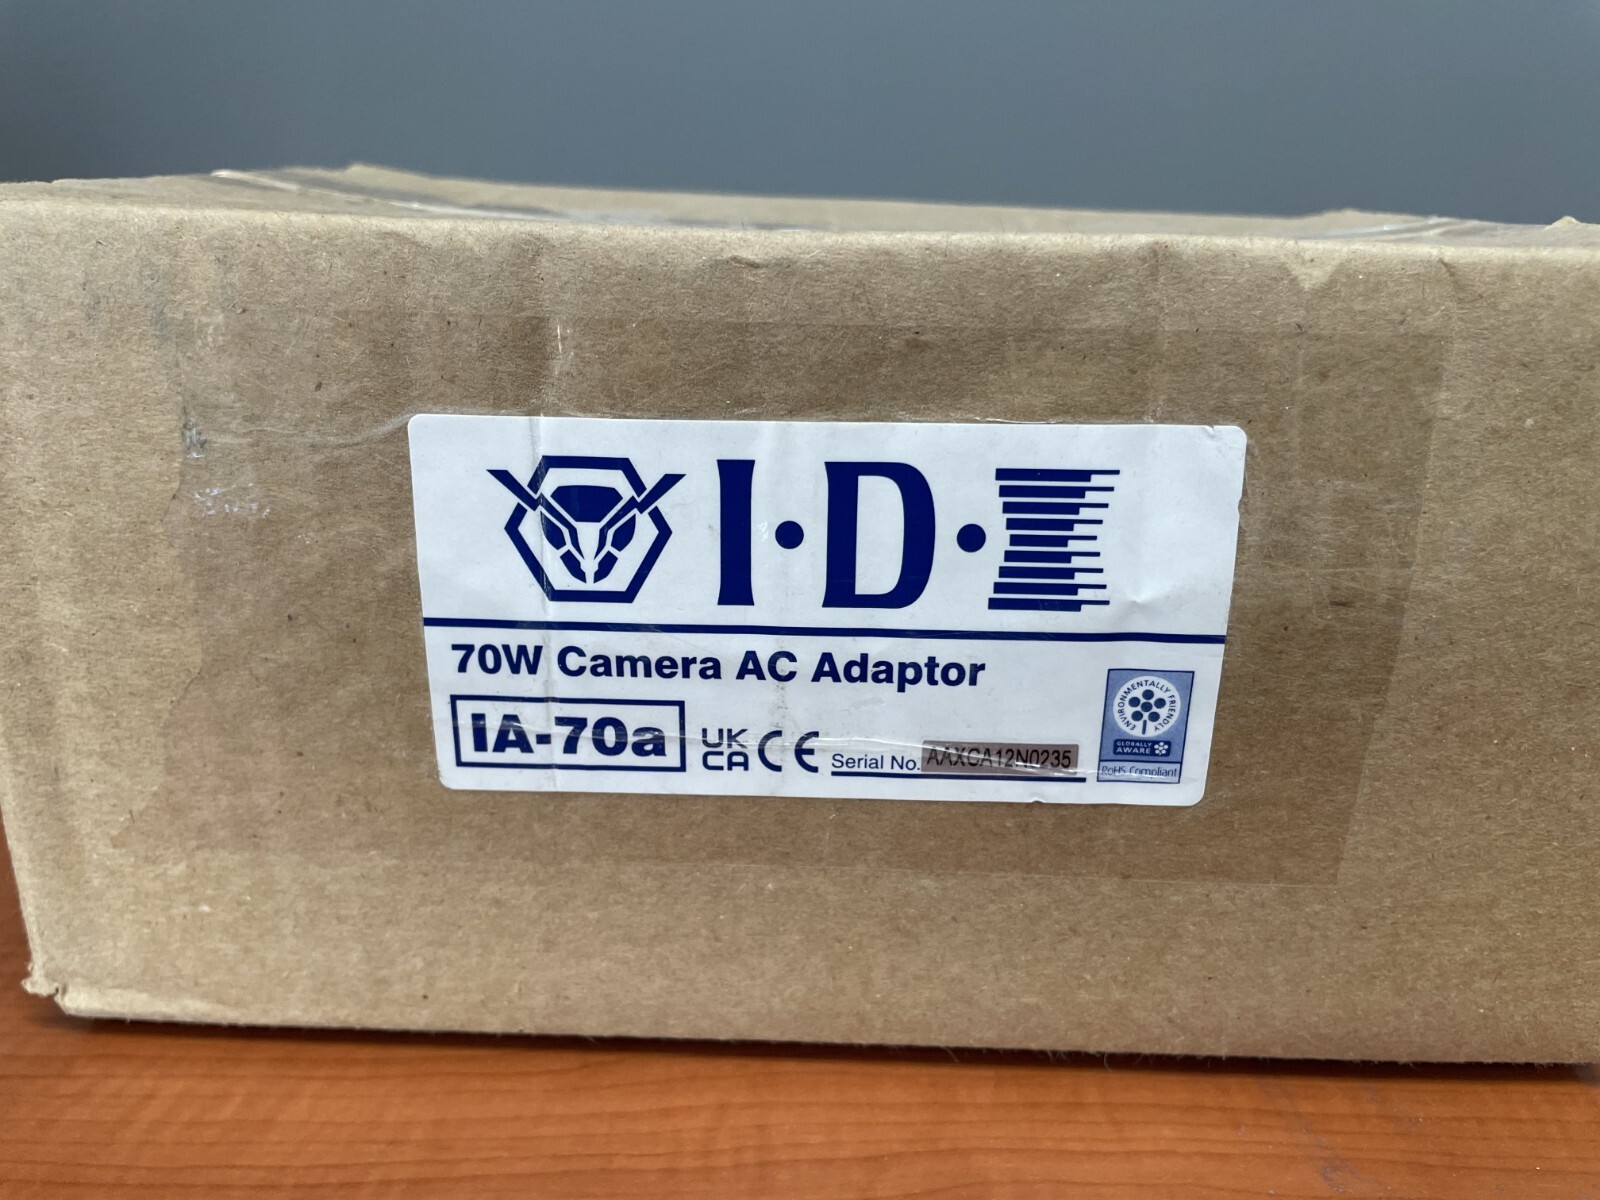 I·D·X
70W Camera AC Adaptor
IA-70a
UK
CA
CE
Serial No. AAXCA12N0235
ENVIRONMENTALLY FRIENDLY
GLOBALLY
AWARE
RoHS Compliant